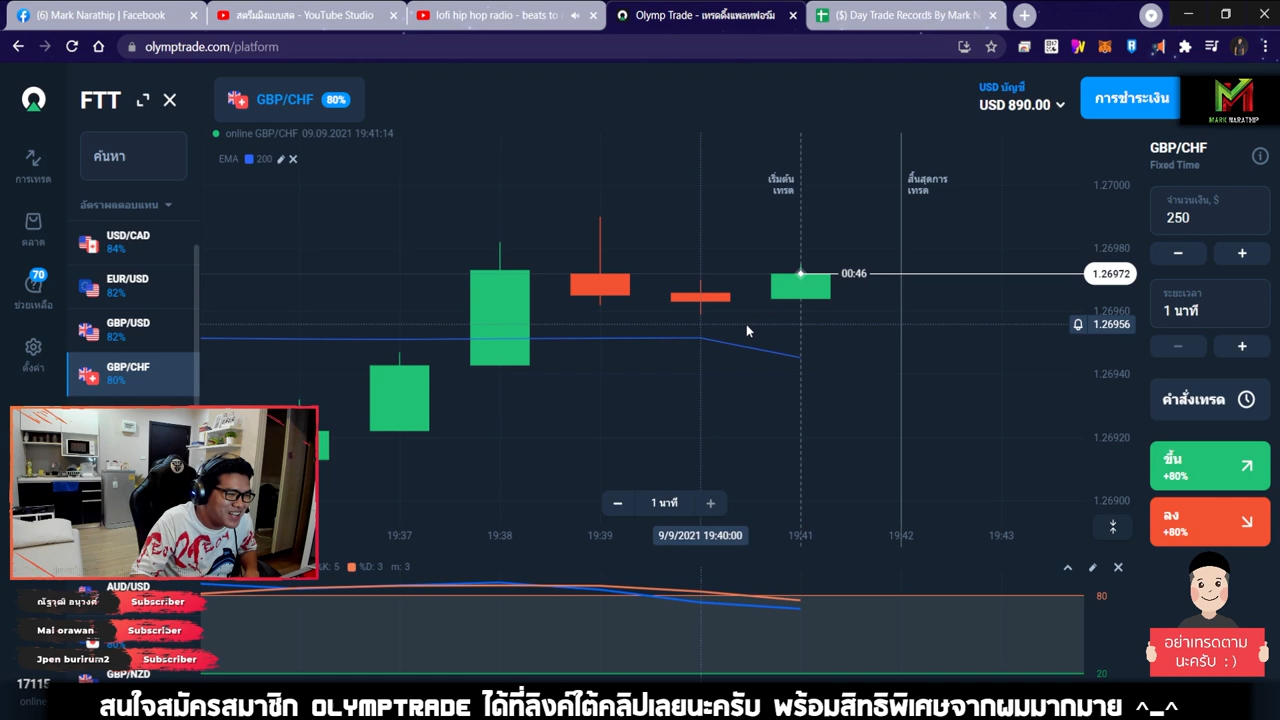 (6) Mark Narathip | Facebook
สตรีมมิงแบบสด - YouTube Studio
lofi hip hop radio - beats to
Olymp Trade - เทรดดิ้งแพลทฟอร์ม
($) Day Trade Records By Mark N
olymptrade.com/platform
FTT
GBP/CHF 80%
USD บัญชี
USD 890.00
การชำระเงิน
MARK NARATHIP
online GBP/CHF 09.09.2021 19:41:14
EMA 200
การเทรด
ตลาด
70
ช่วยเหลือ
ตั้งค่า
ค้นหา
อัตราผลตอบแทน
USD/CAD
84%
EUR/USD
82%
GBP/USD
82%
GBP/CHF
80%
เริ่มต้น
เทรด
สิ้นสุดการ
เทรด
00:46
1.27000
1.26980
1.26972
1.26960
1.26956
1.26940
1.26920
1.26900
1 นาที
19:37
19:38
19:39
9/9/2021 19:40:00
19:41
19:42
19:43
GBP/CHF
Fixed Time
จำนวนเงิน, $
250
ระยะเวลา
1 นาที
คำสั่งเทรด
ขึ้น
+80%
ลง
+80%
%K: 5 %D: 3 m: 3
80
20
AUD/USD
ณัฐวุฒิ อนุวงศ์ Subscriber
Mai orawan Subscriber
80%
Jpen burirum2 Subscriber
GBP/NZD
17115
online
อย่าเทรดตาม
นะครับ : )
สนใจสมัครสมาชิก OLYMPTRADE ได้ที่ลิงค์ใต้คลิปเลยนะครับ พร้อมสิทธิพิเศษจากผมมากมาย ^_^